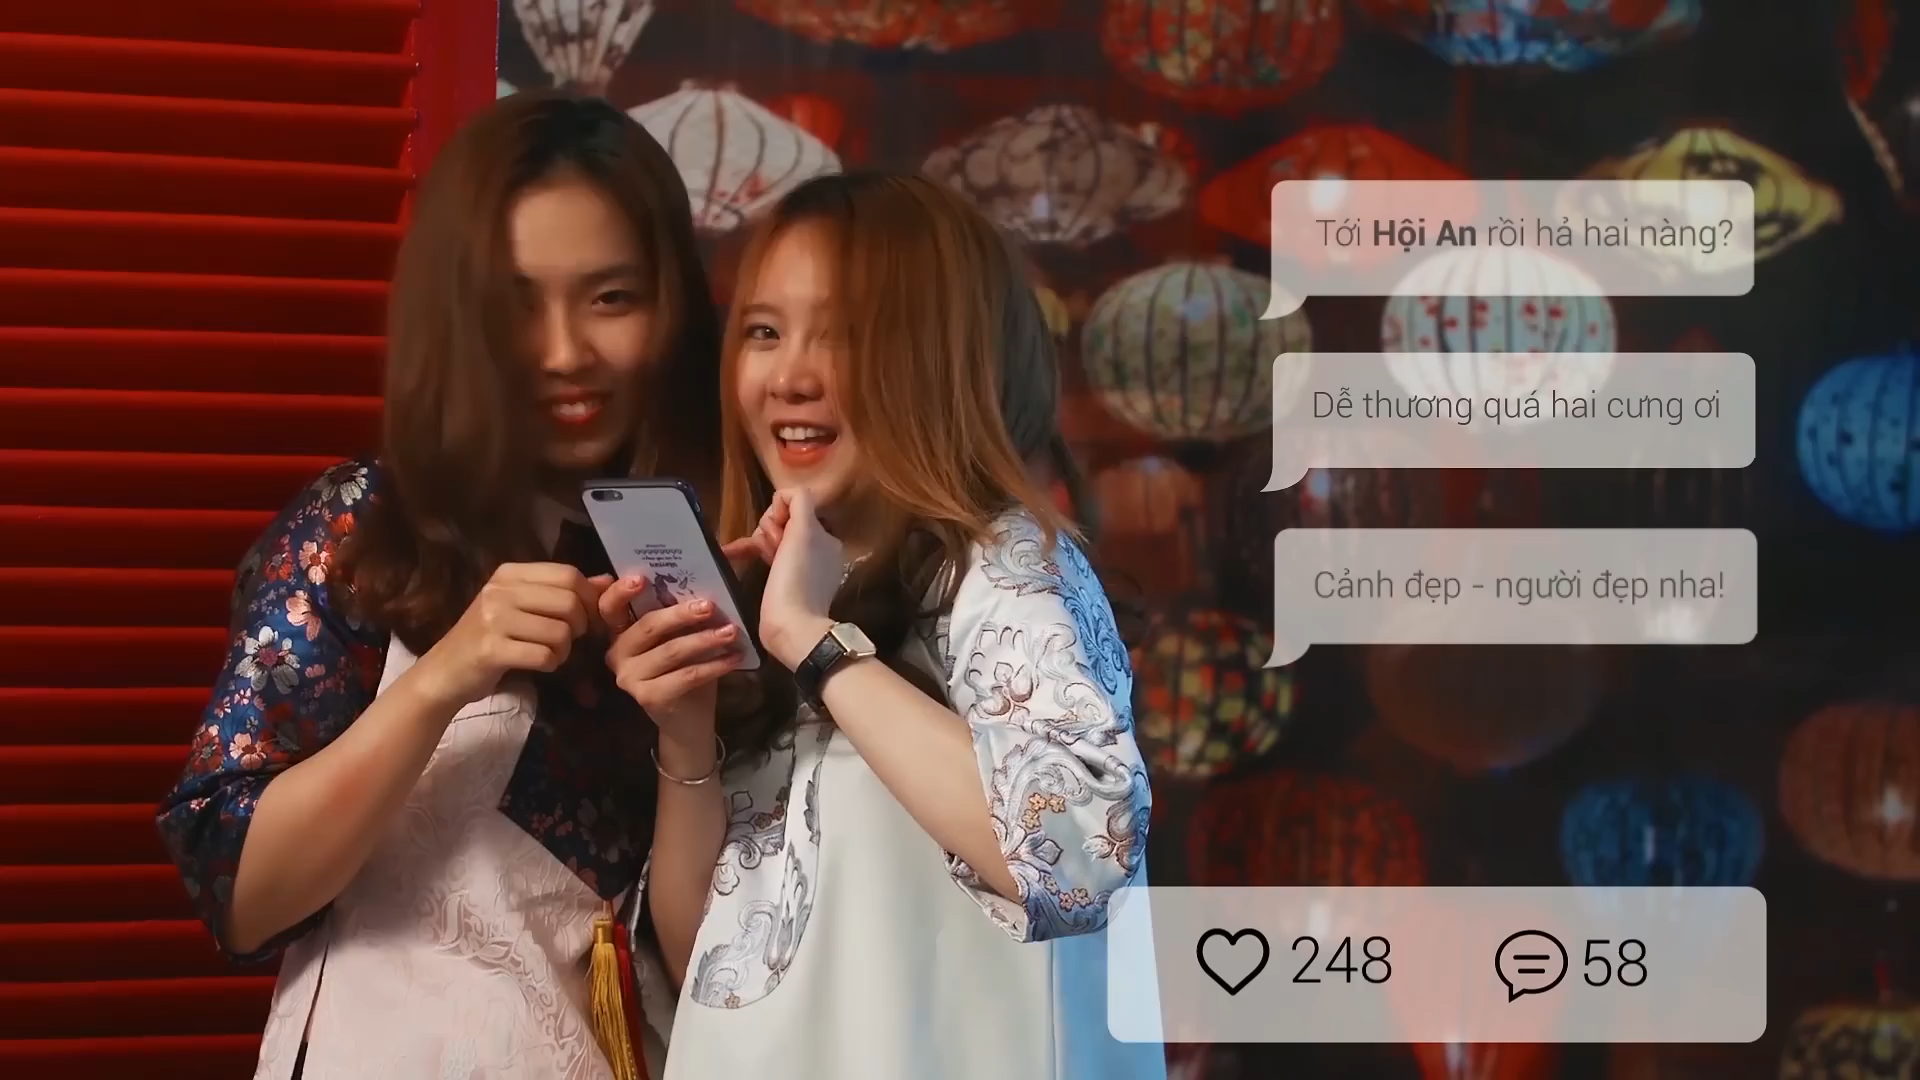 Tới Hội An rồi hả hai nàng?
Dễ thương quá hai cưng ơi
Cảnh đẹp - người đẹp nha!
248
58